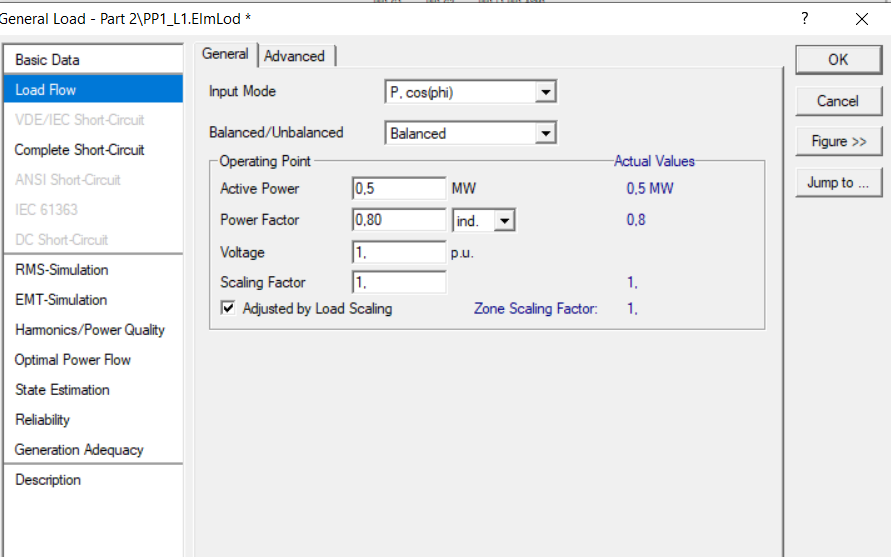 General Load - Part 2\PP1_L1.ElmLod *
?
Basic Data
Load Flow
VDE/IEC Short-Circuit
Complete Short-Circuit
ANSI Short-Circuit
IEC 61363
DC Short-Circuit
RMS-Simulation
EMT-Simulation
Harmonics/Power Quality
Optimal Power Flow
State Estimation
Reliability
Generation Adequacy
Description
General Advanced
Input Mode P, cos(phi)
Balanced/Unbalanced Balanced
Operating Point Actual Values
Active Power 0,5 MW 0,5 MW
Power Factor 0,80 ind. 0,8
Voltage 1, p.u.
Scaling Factor 1, 1,
Adjusted by Load Scaling Zone Scaling Factor: 1,
OK
Cancel
Figure >>
Jump to ...